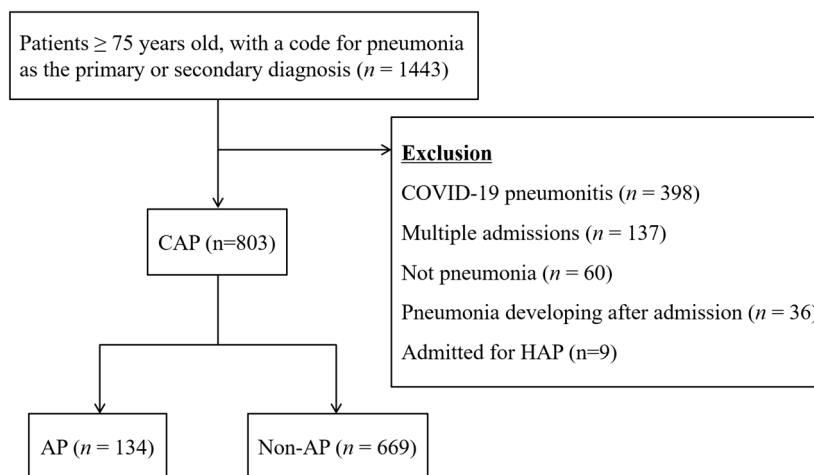 Patients ≥ 75 years old, with a code for pneumonia
as the primary or secondary diagnosis (n = 1443)
Exclusion
COVID-19 pneumonitis (n = 398)
Multiple admissions (n = 137)
Not pneumonia (n = 60)
Pneumonia developing after admission (n = 36)
Admitted for HAP (n=9)
CAP (n=803)
AP (n = 134)
Non-AP (n = 669)